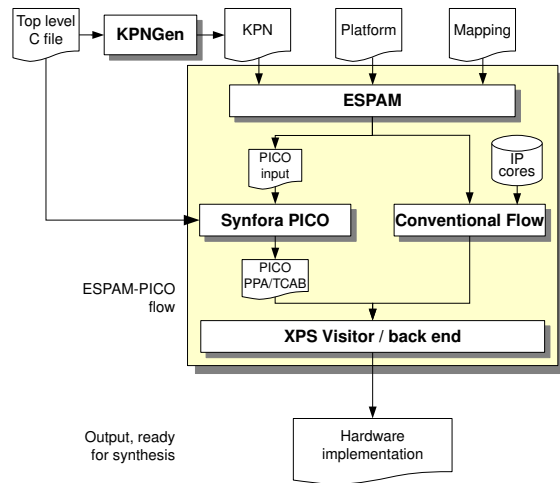 Top level
C file
KPNGen
KPN
Platform
Mapping
ESPAM
PICO
input
IP
cores
Synfora PICO
Conventional Flow
PICO
PPA/TCAB
ESPAM-PICO
flow
XPS Visitor / back end
Output, ready
for synthesis
Hardware
implementation